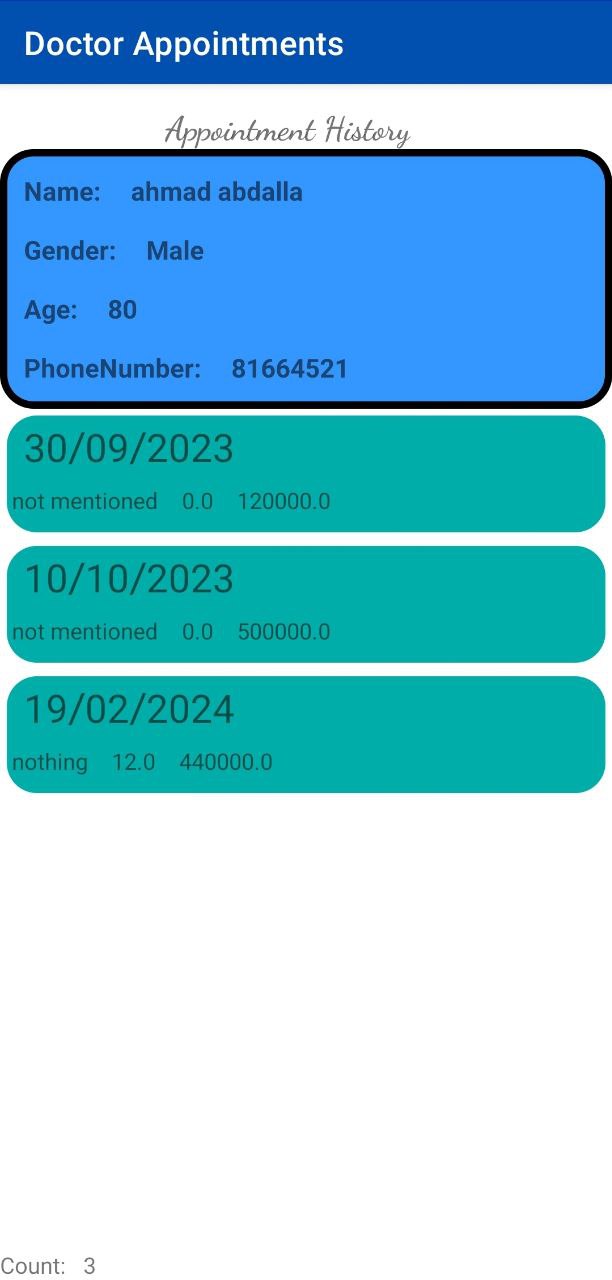 Doctor Appointments
Appointment History
Name: ahmad abdalla
Gender: Male
Age: 80
PhoneNumber: 81664521
30/09/2023
not mentioned 0.0 120000.0
10/10/2023
not mentioned 0.0 500000.0
19/02/2024
nothing 12.0 440000.0
Count: 3